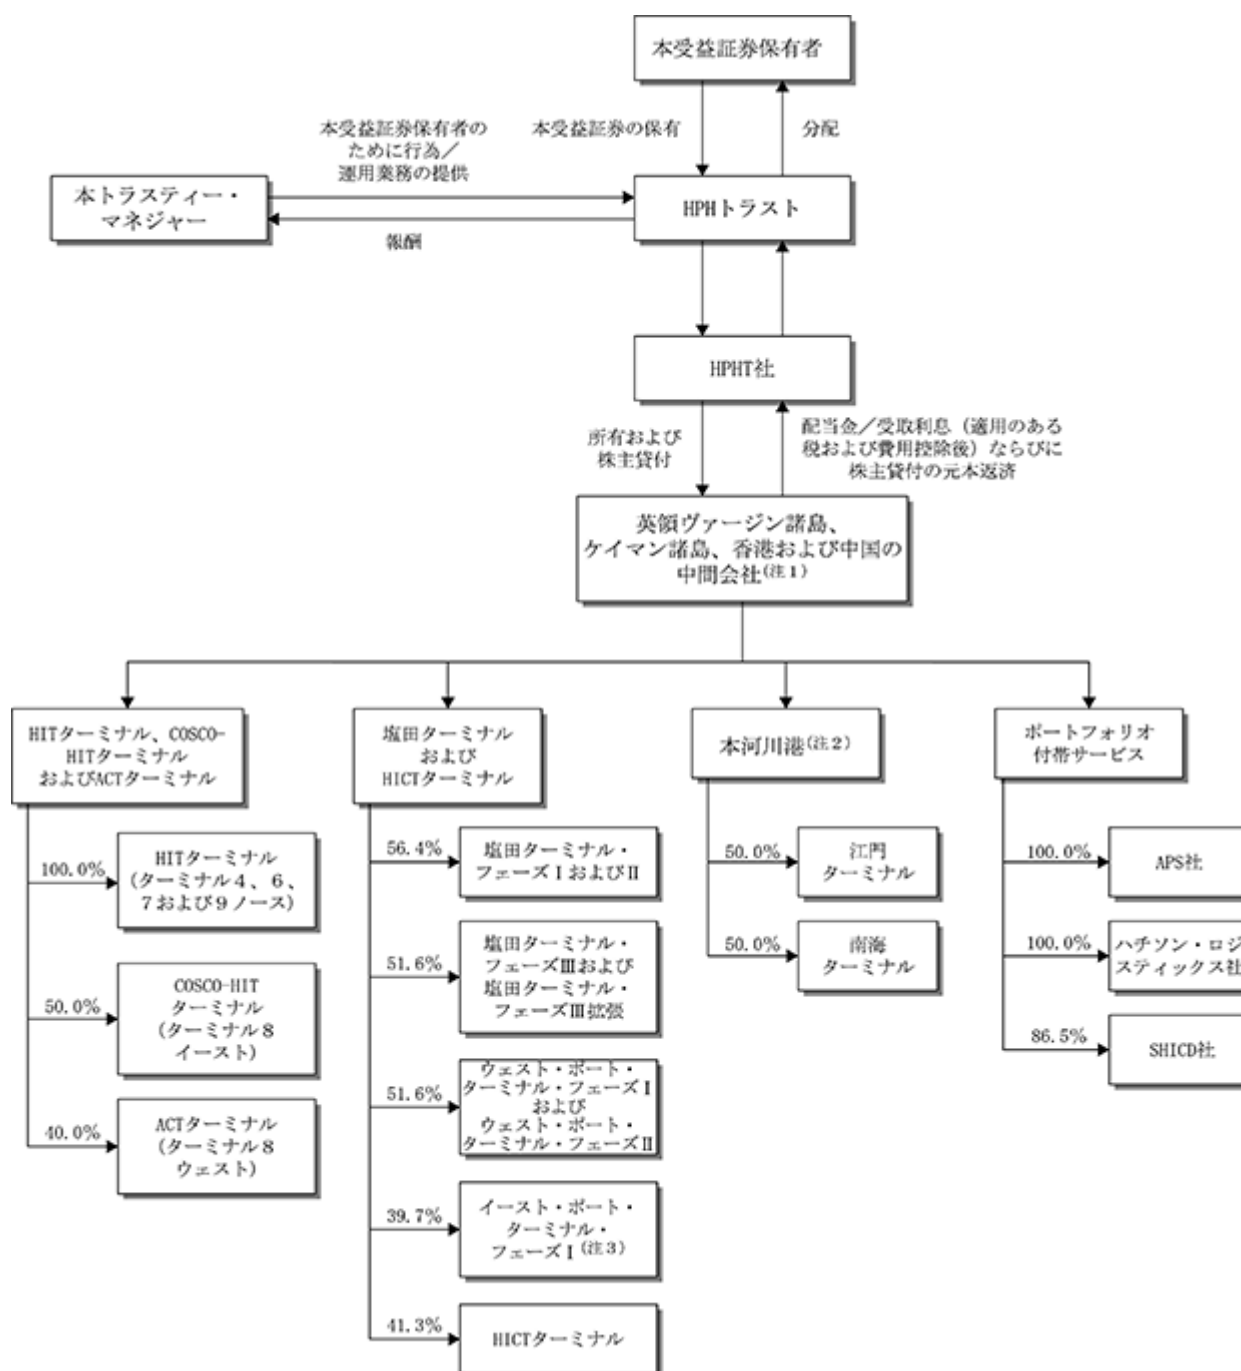 本受益証券保有者
本受益証券保有者の
ために行為／
運用業務の提供
本受益証券の保有
分配
本トラスティー・
マネジャー
HPHトラスト
報酬
HPHT社
所有および
株主貸付
配当金／受取利息（適用のある
税および費用控除後）ならびに
株主貸付の元本返済
英領ヴァージン諸島、
ケイマン諸島、香港および中国の
中間会社(注1)
HITターミナル、COSCO-
HITターミナル
およびACTターミナル
塩田ターミナル
および
HICTターミナル
本河川港(注2)
ポートフォリオ
付帯サービス
100.0%
HITターミナル
(ターミナル4、6、
7および9ノース)
50.0%
COSCO-HIT
ターミナル
(ターミナル8
イースト)
40.0%
ACTターミナル
(ターミナル8
ウェスト)
56.4%
塩田ターミナル・
フェーズⅠおよびⅡ
51.6%
塩田ターミナル・
フェーズⅢおよび
塩田ターミナル・
フェーズⅢ拡張
51.6%
ウェスト・ポート・
ターミナル・フェーズⅠ
および
ウェスト・ポート・
ターミナル・フェーズⅡ
39.7%
イースト・ポート・
ターミナル・
フェーズⅠ(注3)
41.3%
HICTターミナル
50.0%
江門
ターミナル
50.0%
南海
ターミナル
100.0%
APS社
100.0%
ハチソン・ロジ
スティックス社
86.5%
SHICD社